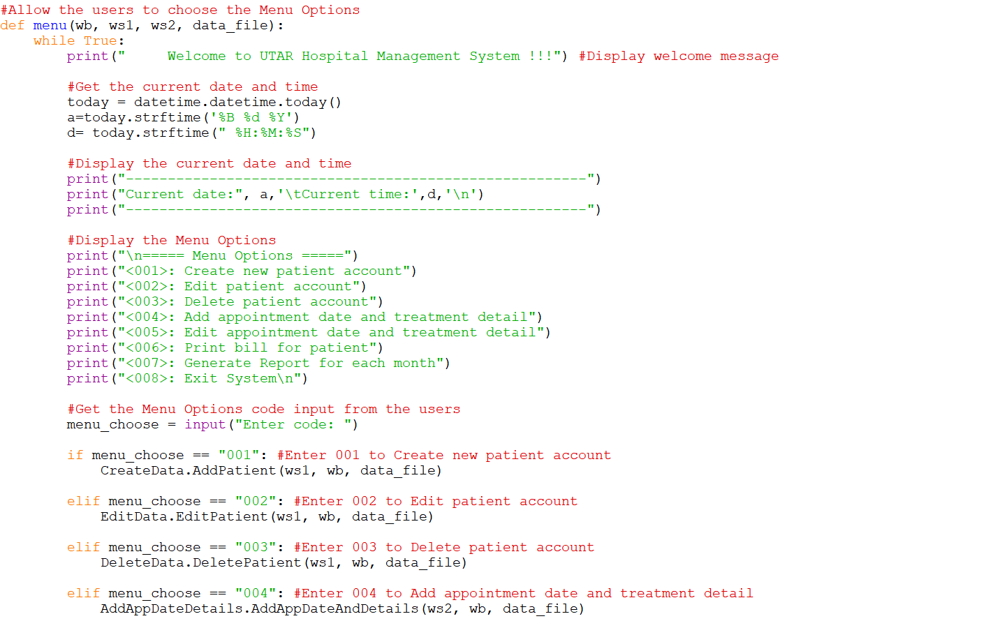 #Allow the users to choose the Menu Options
def menu(wb, ws1, ws2, data_file):
    while True:
        print("     Welcome to UTAR Hospital Management System !!!") #Display welcome message
        #Get the current date and time
        today = datetime.datetime.today()
        a=today.strftime('%B %d %Y')
        d= today.strftime(" %H:%M:%S")
        #Display the current date and time
        print("-------------------------------------------------------")
        print("Current date:", a,'\tCurrent time:',d,'\n')
        print("-------------------------------------------------------")
        #Display the Menu Options
        print("\n===== Menu Options =====")
        print("<001>: Create new patient account")
        print("<002>: Edit patient account")
        print("<003>: Delete patient account")
        print("<004>: Add appointment date and treatment detail")
        print("<005>: Edit appointment date and treatment detail")
        print("<006>: Print bill for patient")
        print("<007>: Generate Report for each month")
        print("<008>: Exit System\n")
        #Get the Menu Options code input from the users
        menu_choose = input("Enter code: ")
        if menu_choose == "001": #Enter 001 to Create new patient account
            CreateData.AddPatient(ws1, wb, data_file)
        elif menu_choose == "002": #Enter 002 to Edit patient account
            EditData.EditPatient(ws1, wb, data_file)
        elif menu_choose == "003": #Enter 003 to Delete patient account
            DeleteData.DeletePatient(ws1, wb, data_file)
        elif menu_choose == "004": #Enter 004 to Add appointment date and treatment detail
            AddAppDateDetails.AddAppDateAndDetails(ws2, wb, data_file)